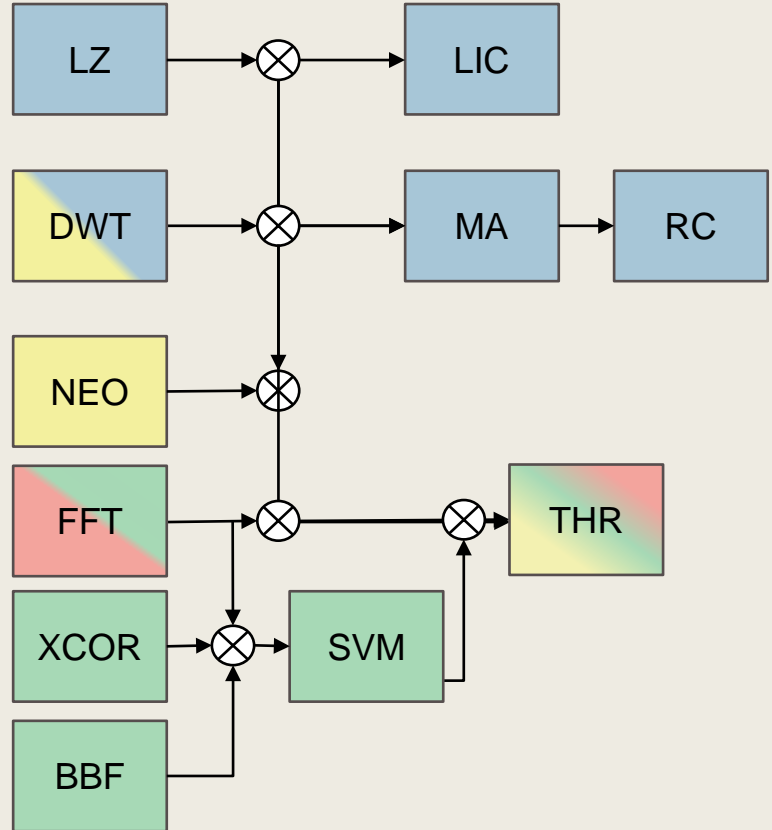 LZ
LIC
DWT
MA
RC
NEO
FFT
THR
XCOR
SVM
BBF